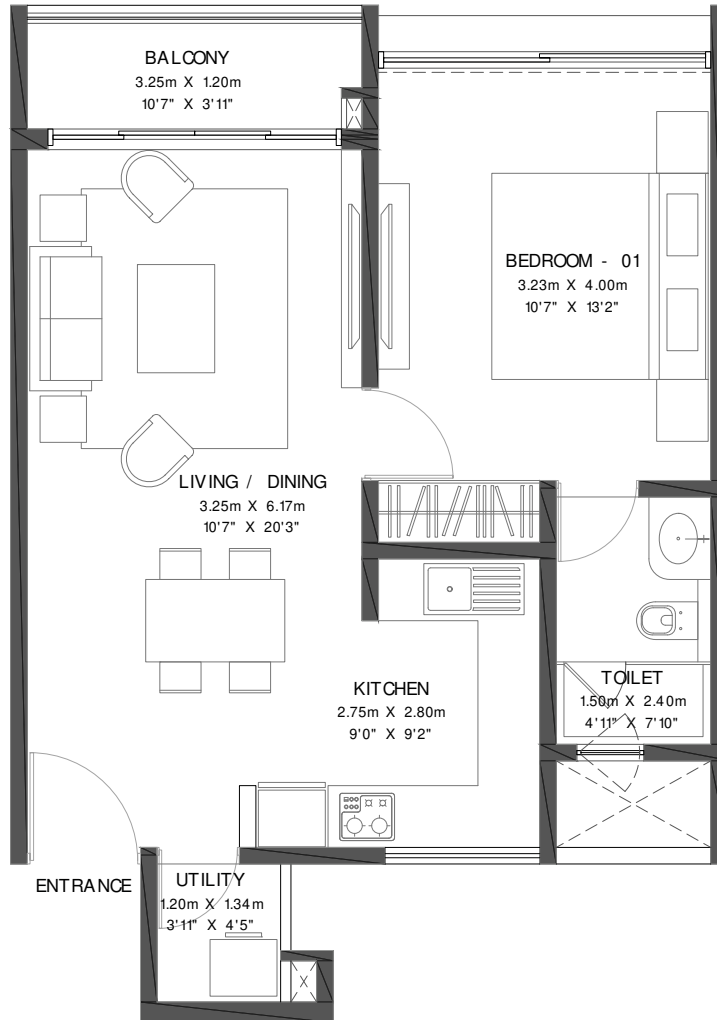 BALCONY
3.25m X 1.20m
10'7" X 3'11"
BEDROOM - 01
3.23m X 4.00m
10'7" X 13'2"
LIVING / DINING
3.25m X 6.17m
10'7" X 20'3"
KITCHEN
2.75m X 2.80m
9'0" X 9'2"
TOILET
1.50m X 2.40m
4'11" X 7'10"
ENTRANCE
UTILITY
1.20m X 1.34m
3'11" X 4'5"